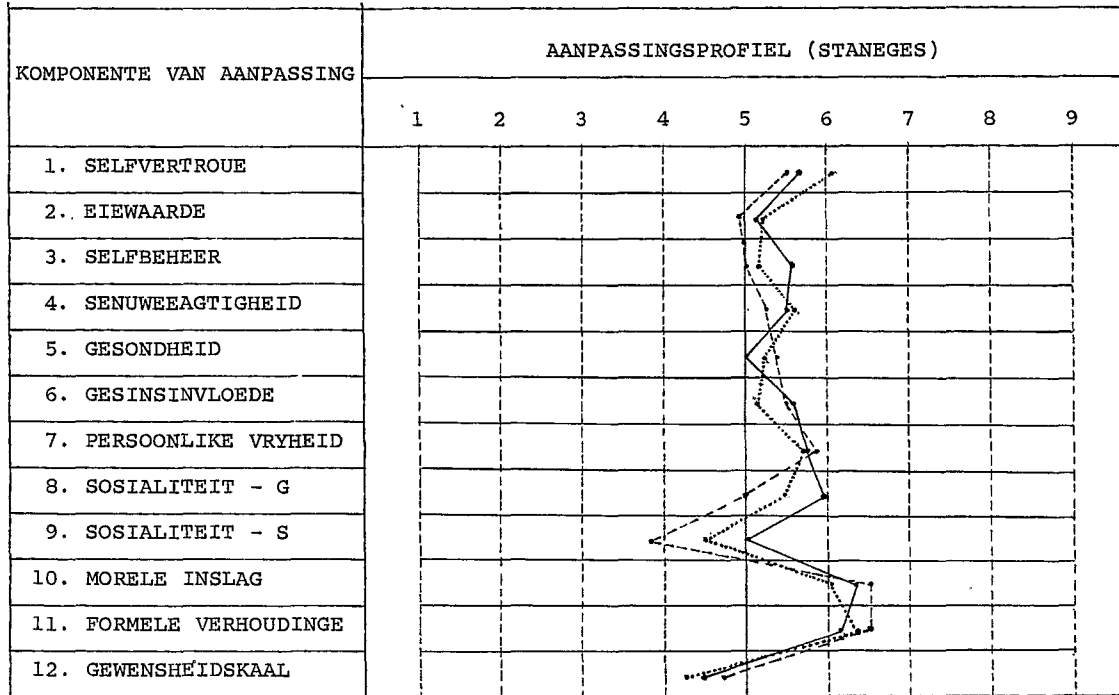 AANPASSINGSPROFIEL (STANEGES)
KOMPONENTE VAN AANPASSING
1 2 3 4 5 6 7 8 9
1. SELFVERTROUE
2. EIEWAARDE
3. SELFBEHEER
4. SENUWEEAGTIGHEID
5. GESONDHEID
6. GESINSINVLOEDE
7. PERSOONLIKE VRYHEID
8. SOSIALITEIT - G
9. SOSIALITEIT - S
10. MORELE INSLAG
11. FORMELE VERHOUDINGE
12. GEWENSHEIDSKAAL